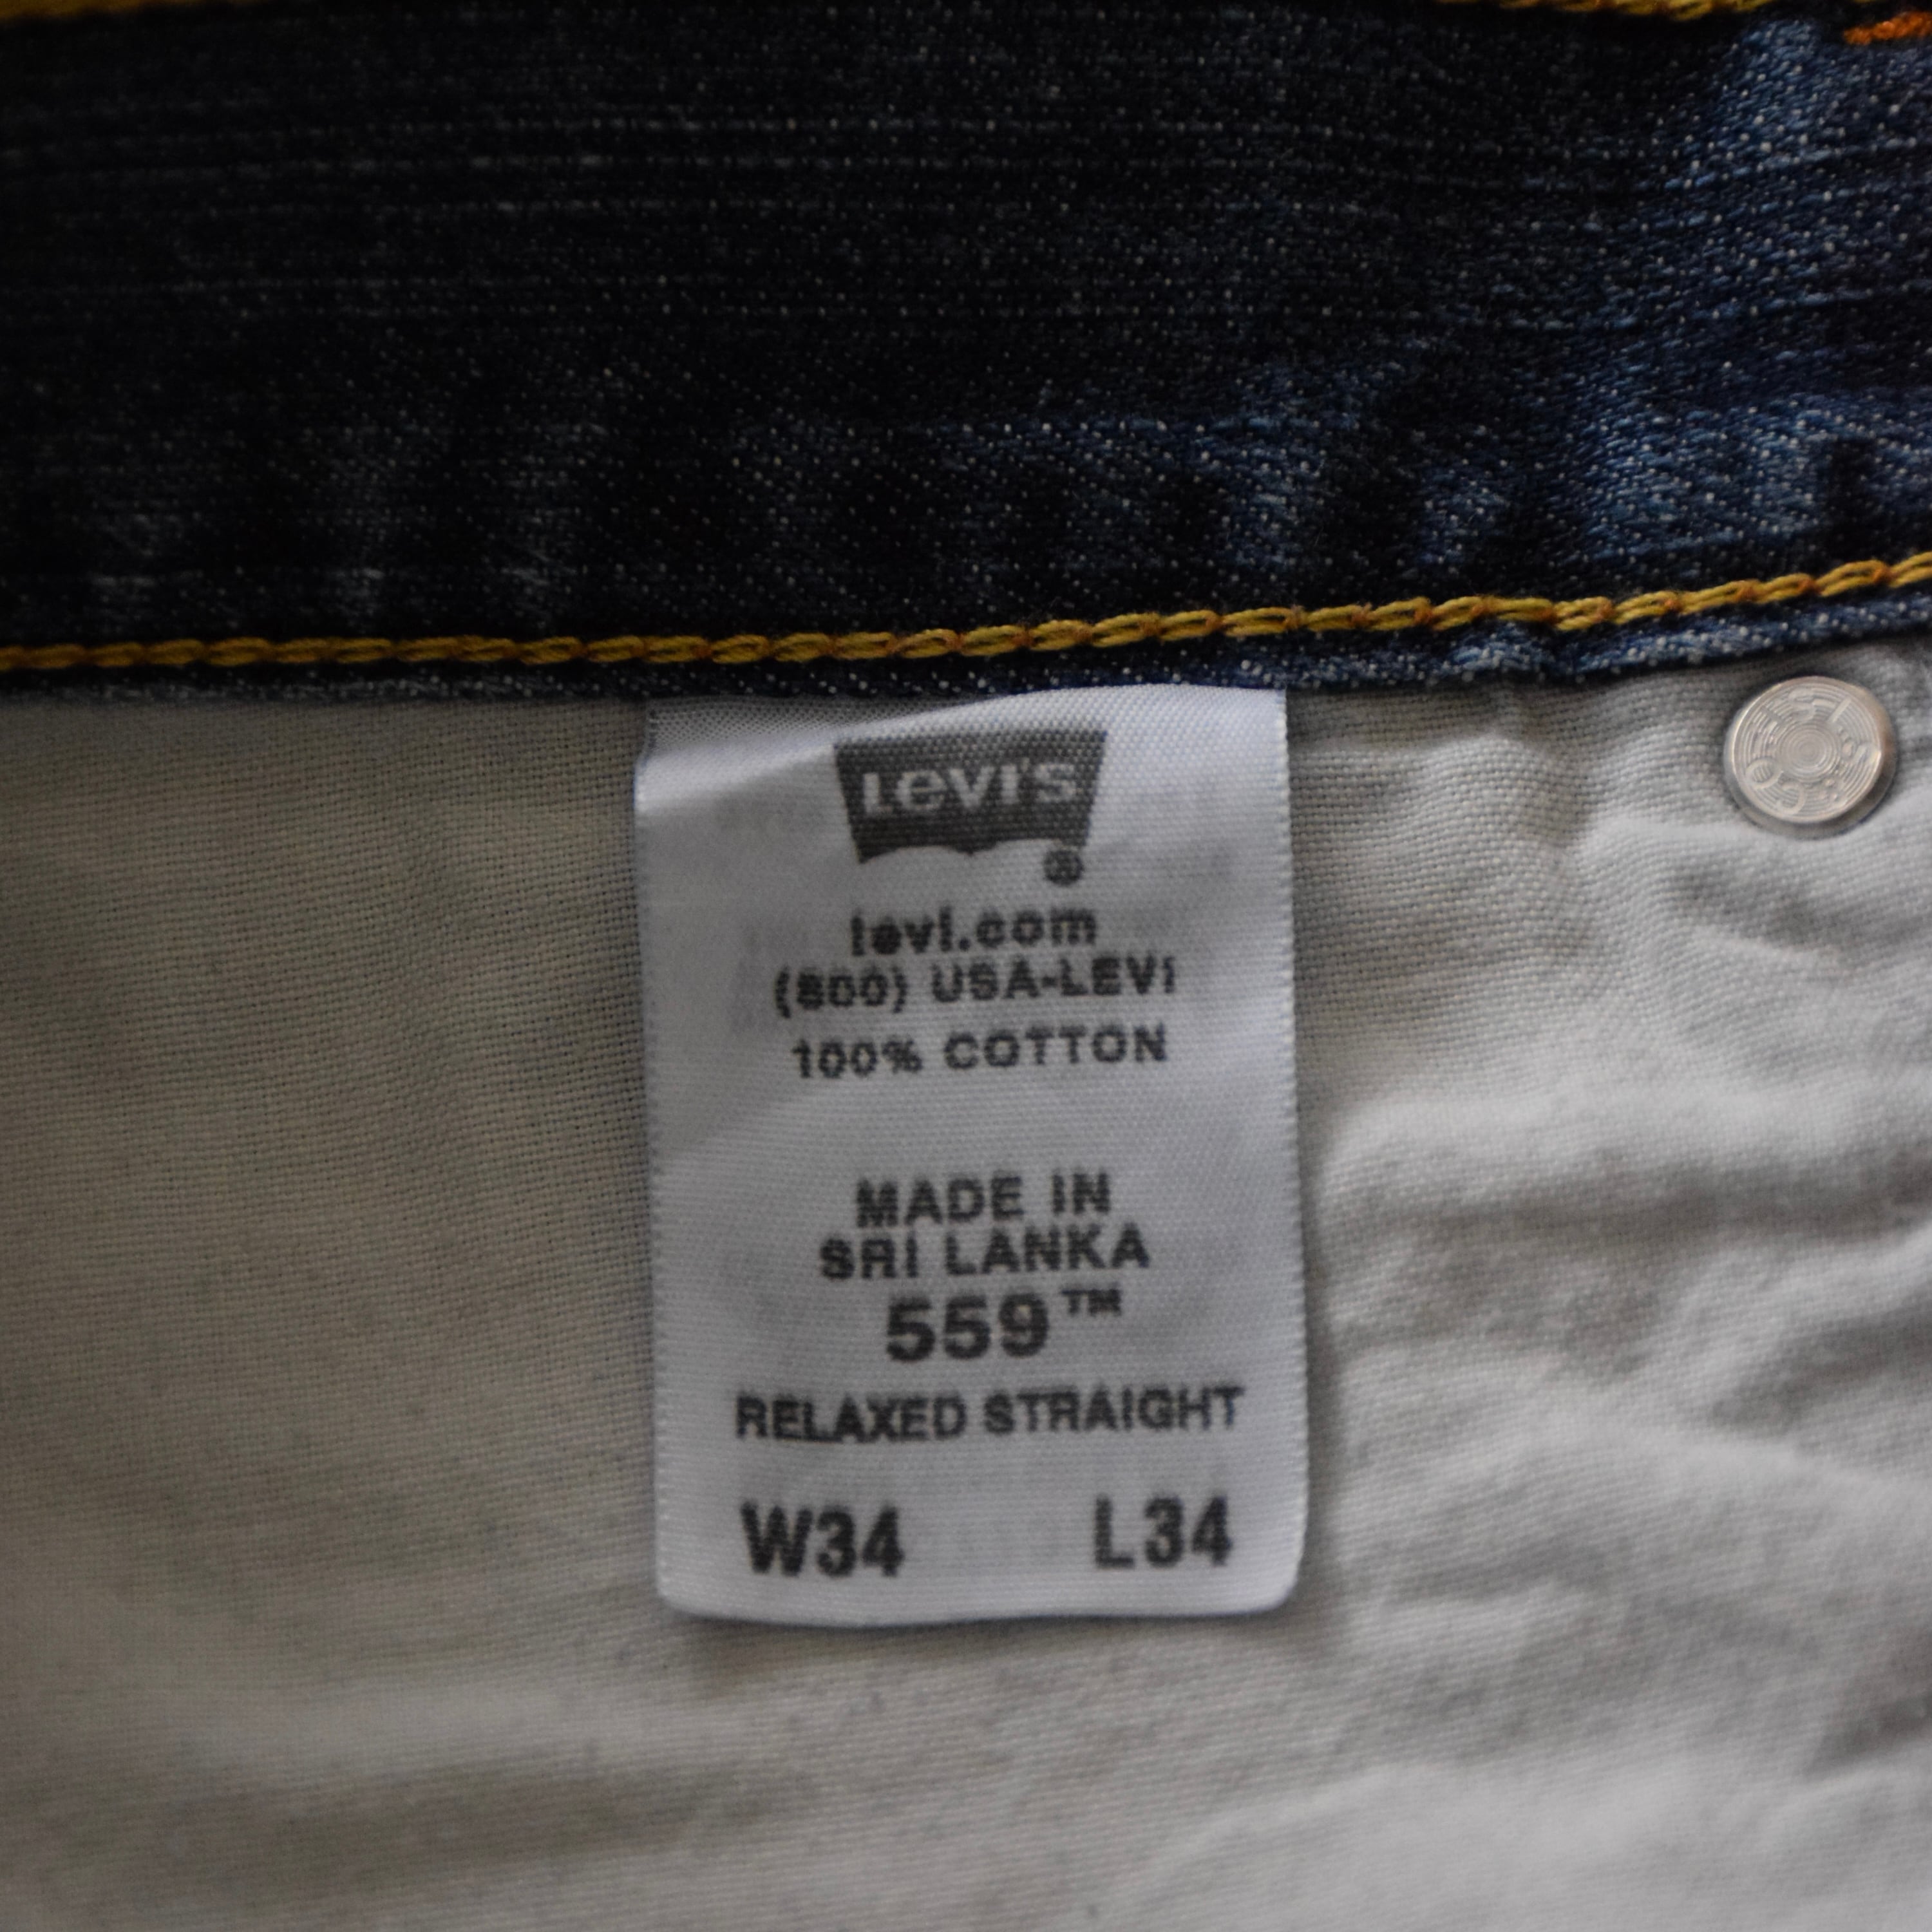 LeVI'S
®
levi.com
(800) USA-LEVI
100% COTTON
MADE IN
SRI LANKA
559™
RELAXED STRAIGHT
W34 L34